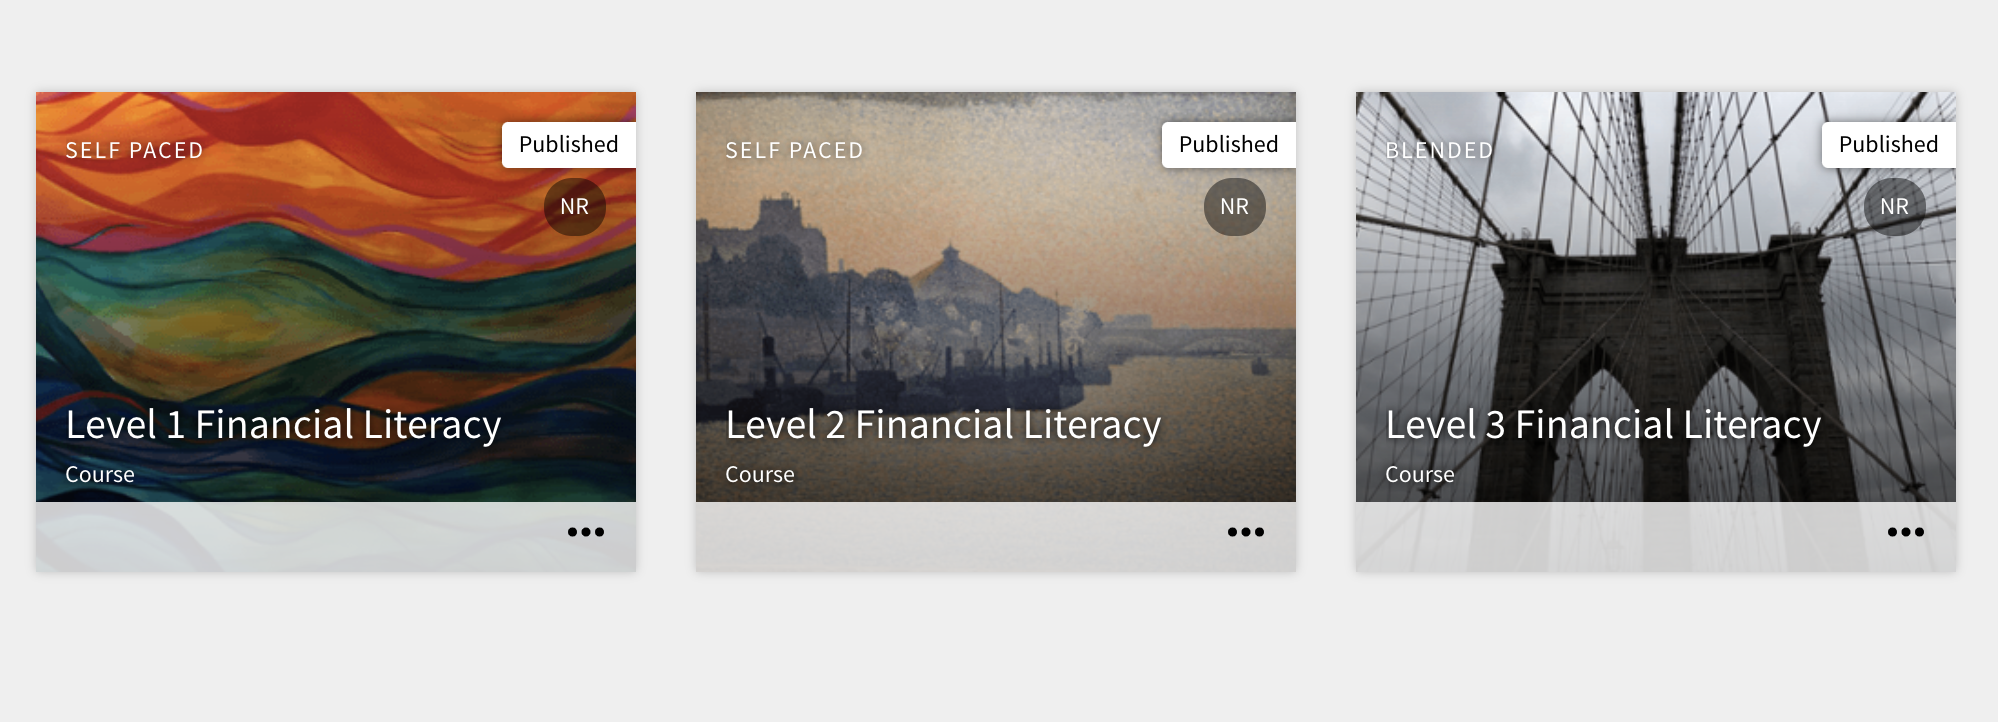 SELF PACED
Published
NR
Level 1 Financial Literacy
Course
SELF PACED
Published
NR
Level 2 Financial Literacy
Course
BLENDED
Published
NR
Level 3 Financial Literacy
Course